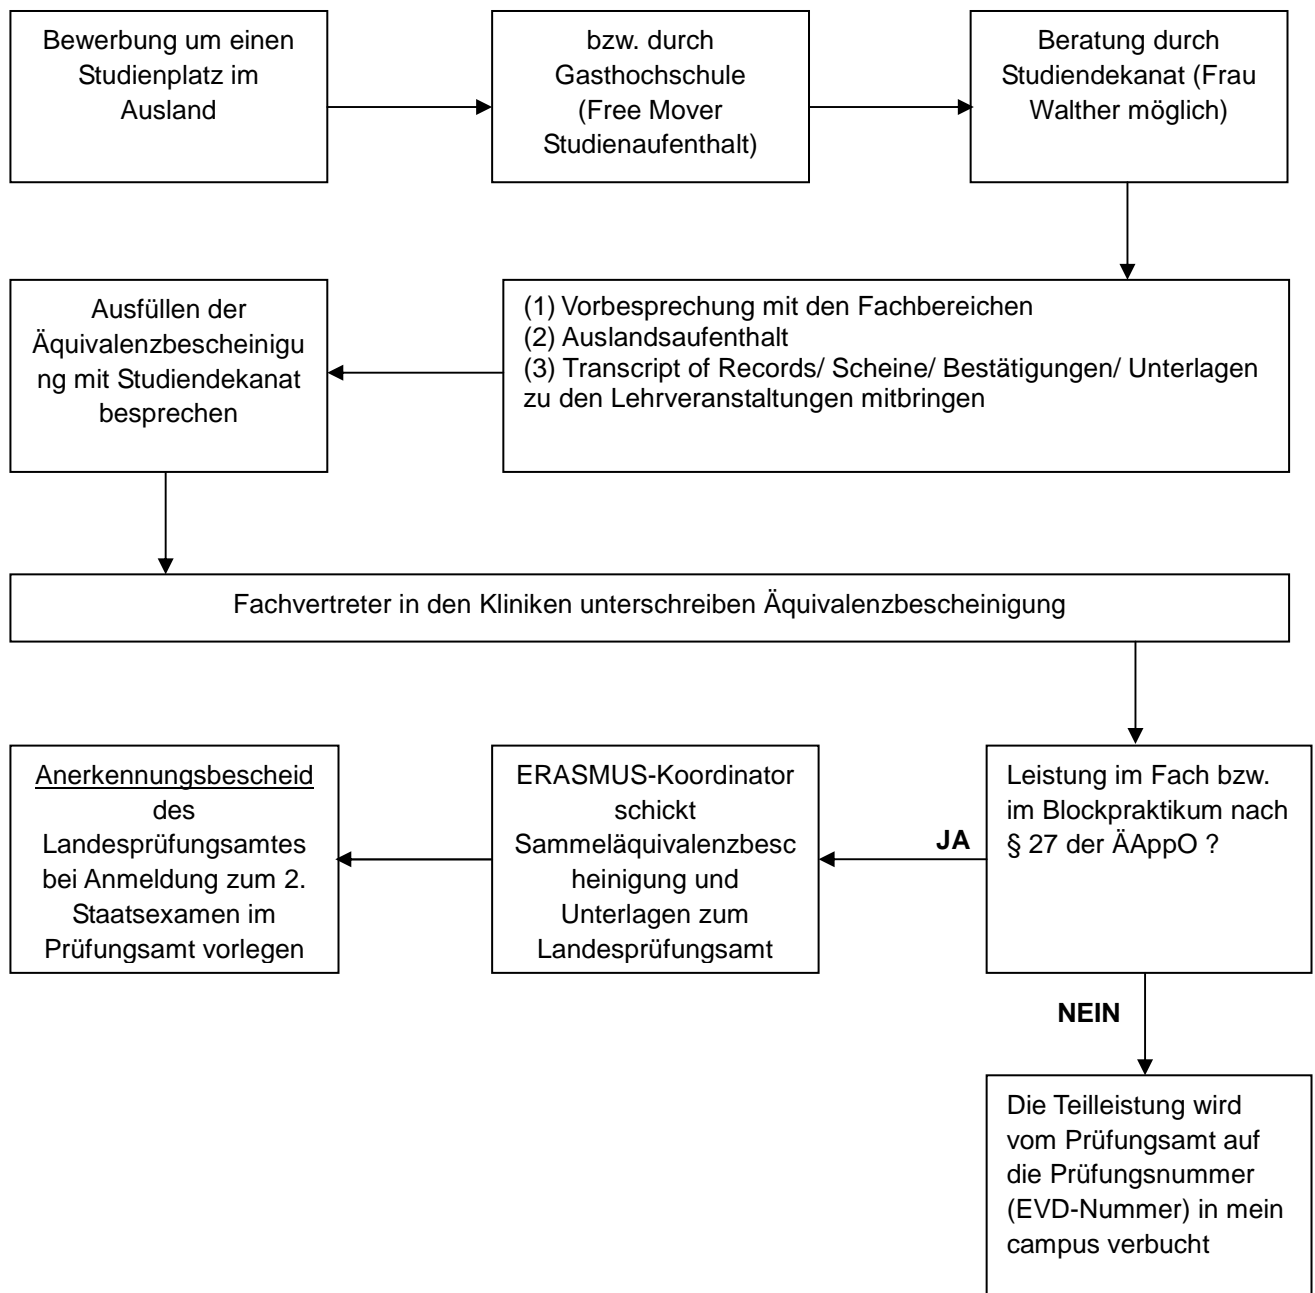 Bewerbung um einen
Studienplatz im
Ausland
bzw. durch
Gasthochschule
(Free Mover
Studienaufenthalt)
Beratung durch
Studiendekanat (Frau
Walther möglich)
(1) Vorbesprechung mit den Fachbereichen
(2) Auslandsaufenthalt
(3) Transcript of Records/ Scheine/ Bestätigungen/ Unterlagen
zu den Lehrveranstaltungen mitbringen
Ausfüllen der
Äquivalenzbescheinigu
ng mit Studiendekanat
besprechen
Fachvertreter in den Kliniken unterschreiben Äquivalenzbescheinigung
Leistung im Fach bzw.
im Blockpraktikum nach
§ 27 der ÄAppO ?
JA
ERASMUS-Koordinator
schickt
Sammeläquivalenzbesc
heinigung und
Unterlagen zum
Landesprüfungsamt
Anerkennungsbescheid
des
Landesprüfungsamtes
bei Anmeldung zum 2.
Staatsexamen im
Prüfungsamt vorlegen
NEIN
Die Teilleistung wird
vom Prüfungsamt auf
die Prüfungsnummer
(EVD-Nummer) in mein
campus verbucht